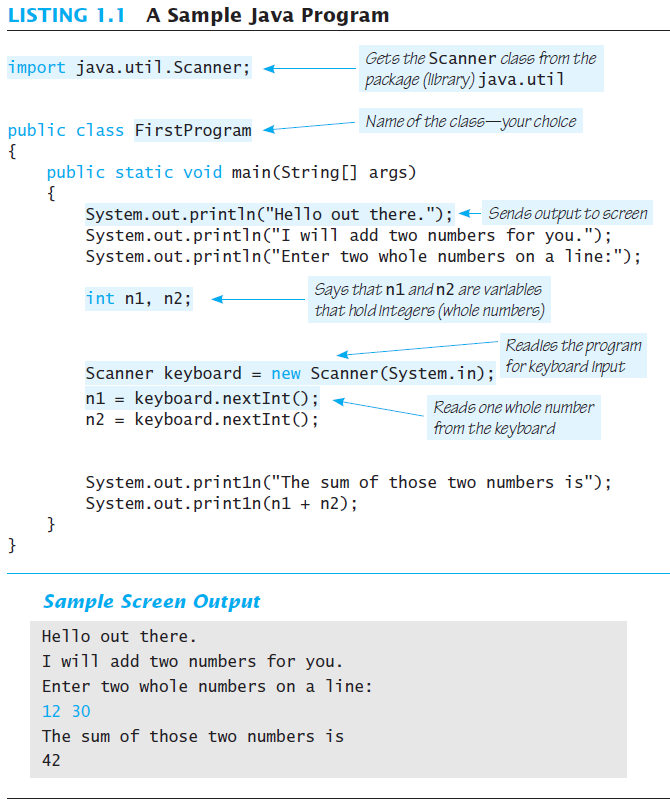 LISTING 1.1 A Sample Java Program
import java.util.Scanner;
Gets the Scanner class from the
package (library) java.util
public class FirstProgram
Name of the class—your choice
{
public static void main(String[] args)
{
System.out.println("Hello out there.");
Sends output to screen
System.out.println("I will add two numbers for you.");
System.out.println("Enter two whole numbers on a line:");
int n1, n2;
Says that n1 and n2 are variables
that hold integers (whole numbers)
Readies the program
for keyboard input
Scanner keyboard = new Scanner(System.in);
n1 = keyboard.nextInt();
Reads one whole number
from the keyboard
n2 = keyboard.nextInt();
System.out.print1n("The sum of those two numbers is");
System.out.print1n(n1 + n2);
}
}
Sample Screen Output
Hello out there.
I will add two numbers for you.
Enter two whole numbers on a line:
12 30
The sum of those two numbers is
42